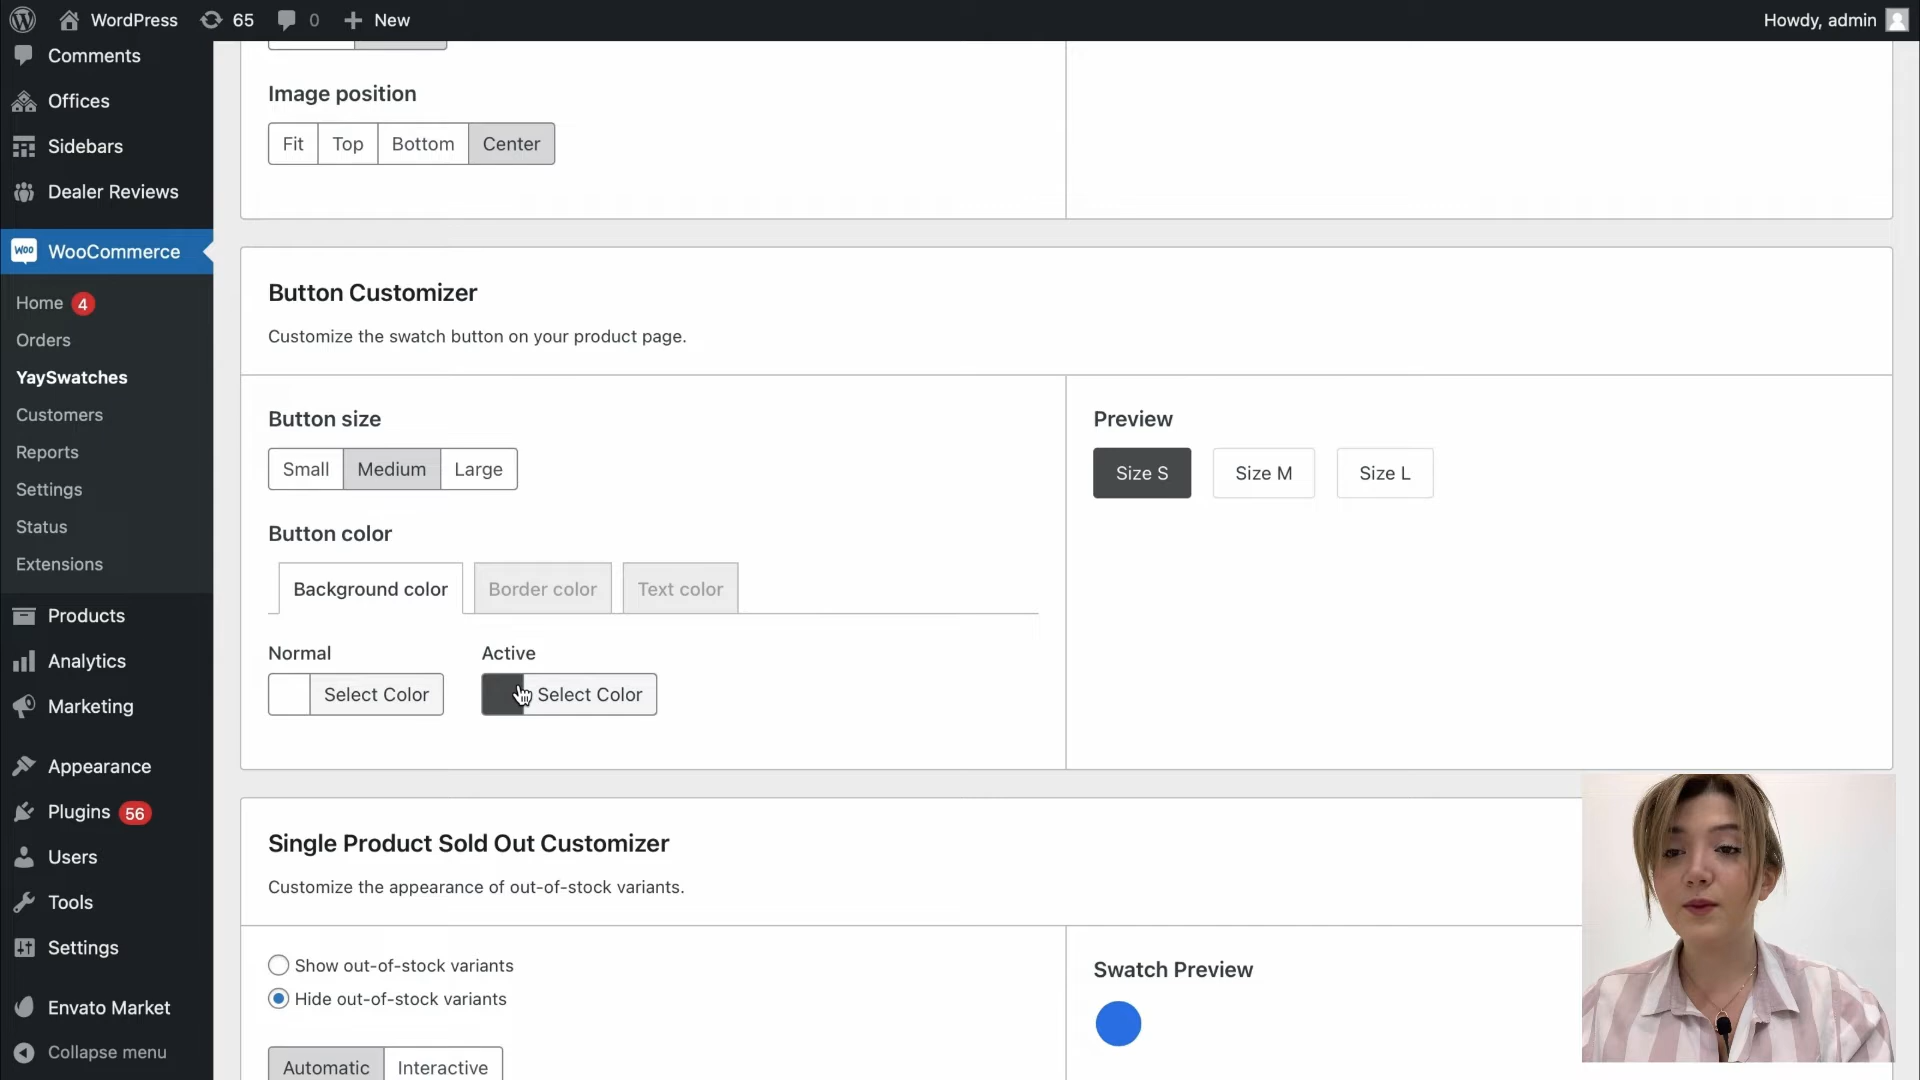 WordPress 65 0 New Howdy, admin
Comments
Offices
Sidebars
Dealer Reviews
WooCommerce
Home 4
Orders
YaySwatches
Customers
Reports
Settings
Status
Extensions
Products
Analytics
Marketing
Appearance
Plugins 56
Users
Tools
Settings
Envato Market
Collapse menu
Image position
Fit Top Bottom Center
Button Customizer
Customize the swatch button on your product page.
Button size
Small Medium Large
Button color
Background color Border color Text color
Normal Active
Select Color Select Color
Preview
Size S Size M Size L
Single Product Sold Out Customizer
Customize the appearance of out-of-stock variants.
Show out-of-stock variants
Hide out-of-stock variants
Automatic Interactive
Swatch Preview